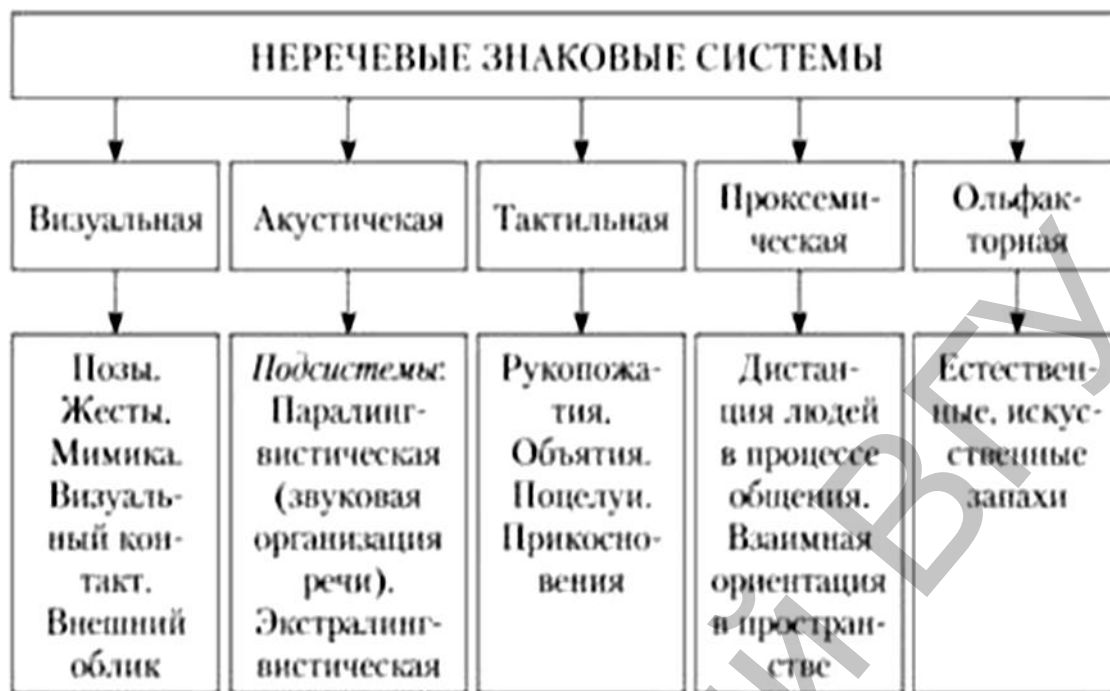 НЕРЕЧЕВЫЕ ЗНАКОВЫЕ СИСТЕМЫ
Визуальная
Акустичекая
Тактильная
Проксеми-
ческая
Ольфак-
торная
Позы.
Жесты.
Мимика.
Визуаль-
ный кон-
такт.
Внешний
облик
Подсистемы:
Паралинг-
вистическая
(звуковая
организация
речи).
Экстралинг-
вистическая
Рукопожа-
тия.
Объятия.
Поцелуи.
Прикосно-
вения
Дистан-
ция людей
в процессе
общения.
Взаимная
ориентация
в простран-
стве
Естествен-
ные, искус-
ственные
запахи
ВГУ